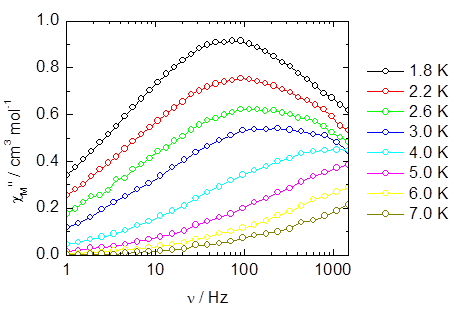 1.0
0.8
0.6
0.4
0.2
0.0
χM'' / cm³ mol⁻¹
1 10 100 1000
ν / Hz
1.8 K
2.2 K
2.6 K
3.0 K
4.0 K
5.0 K
6.0 K
7.0 K